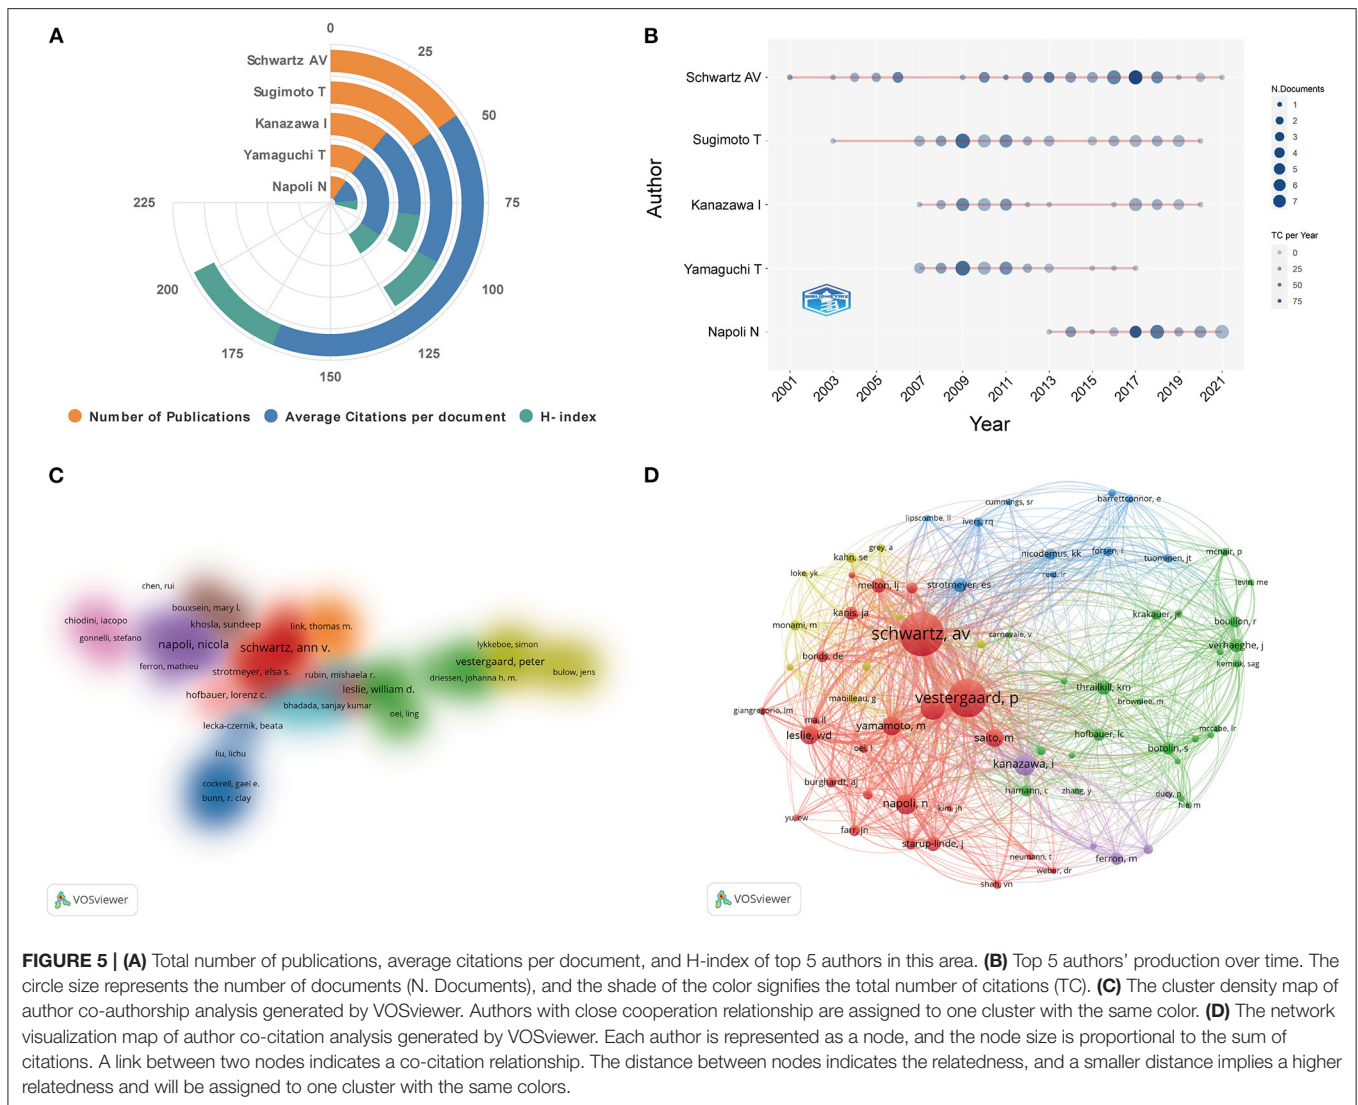 A
0
25
50
75
100
125
150
175
200
225
Schwartz AV
Sugimoto T
Kanazawa I
Yamaguchi T
Napoli N
Number of Publications
Average Citations per document
H- index
B
Author
Schwartz AV
Sugimoto T
Kanazawa I
Yamaguchi T
Napoli N
BIBLIOMETRIX
2001
2003
2005
2007
2009
2011
2013
2015
2017
2019
2021
Year
N.Documents
1
2
3
4
5
6
7
TC per Year
0
25
50
75
C
chen, rui
bouxsein, mary l.
chiodini, iacopo
khosla, sundeep
link, thomas m.
gonnelli, stefano
napoli, nicola
schwartz, ann v.
lykkeboe, simon
ferron, mathieu
vestergaard, peter
strotmeyer, elsa s.
rubin, mishaela r.
driessen, johanna h. m.
bulow, jens
hofbauer, lorenz c.
leslie, william d.
bhadada, sanjay kumar
oei, ling
lecka-czernik, beata
liu, lichu
cockrell, gael e.
bunn, r. clay
VOSviewer
D
cummings, sr
barrettconnor, e
lipscombe, ll
ivers, rq
grey, a
kahn, se
nicodemus, kk
forsen, l
tuominen, jt
mcnair, p
loke, yk
melton, lj
strotmeyer, es
reid, ir
levin, me
kanis, ja
krakauer, jc
bouillon, r
monami, m
schwartz, av
carnevale, v
verhaeghe, j
bonds, de
kemink, sag
mabilleau, g
vestergaard, p
thrailkill, km
brownlee, m
giangregorio, lm
ma, ll
yamamoto, m
leslie, wd
saito, m
hofbauer, lc
mccabe, lr
oei, l
botolin, s
kanazawa, i
burghardt, aj
hamann, c
zhang, y
ducy, p
napoli, n
kim, jh
hie, m
yu, ew
farr, jn
starup-linde, j
neumann, t
ferron, m
weber, dr
shah, vn
VOSviewer
FIGURE 5 | (A) Total number of publications, average citations per document, and H-index of top 5 authors in this area. (B) Top 5 authors’ production over time. The
circle size represents the number of documents (N. Documents), and the shade of the color signifies the total number of citations (TC). (C) The cluster density map of
author co-authorship analysis generated by VOSviewer. Authors with close cooperation relationship are assigned to one cluster with the same color. (D) The network
visualization map of author co-citation analysis generated by VOSviewer. Each author is represented as a node, and the node size is proportional to the sum of
citations. A link between two nodes indicates a co-citation relationship. The distance between nodes indicates the relatedness, and a smaller distance implies a higher
relatedness and will be assigned to one cluster with the same colors.